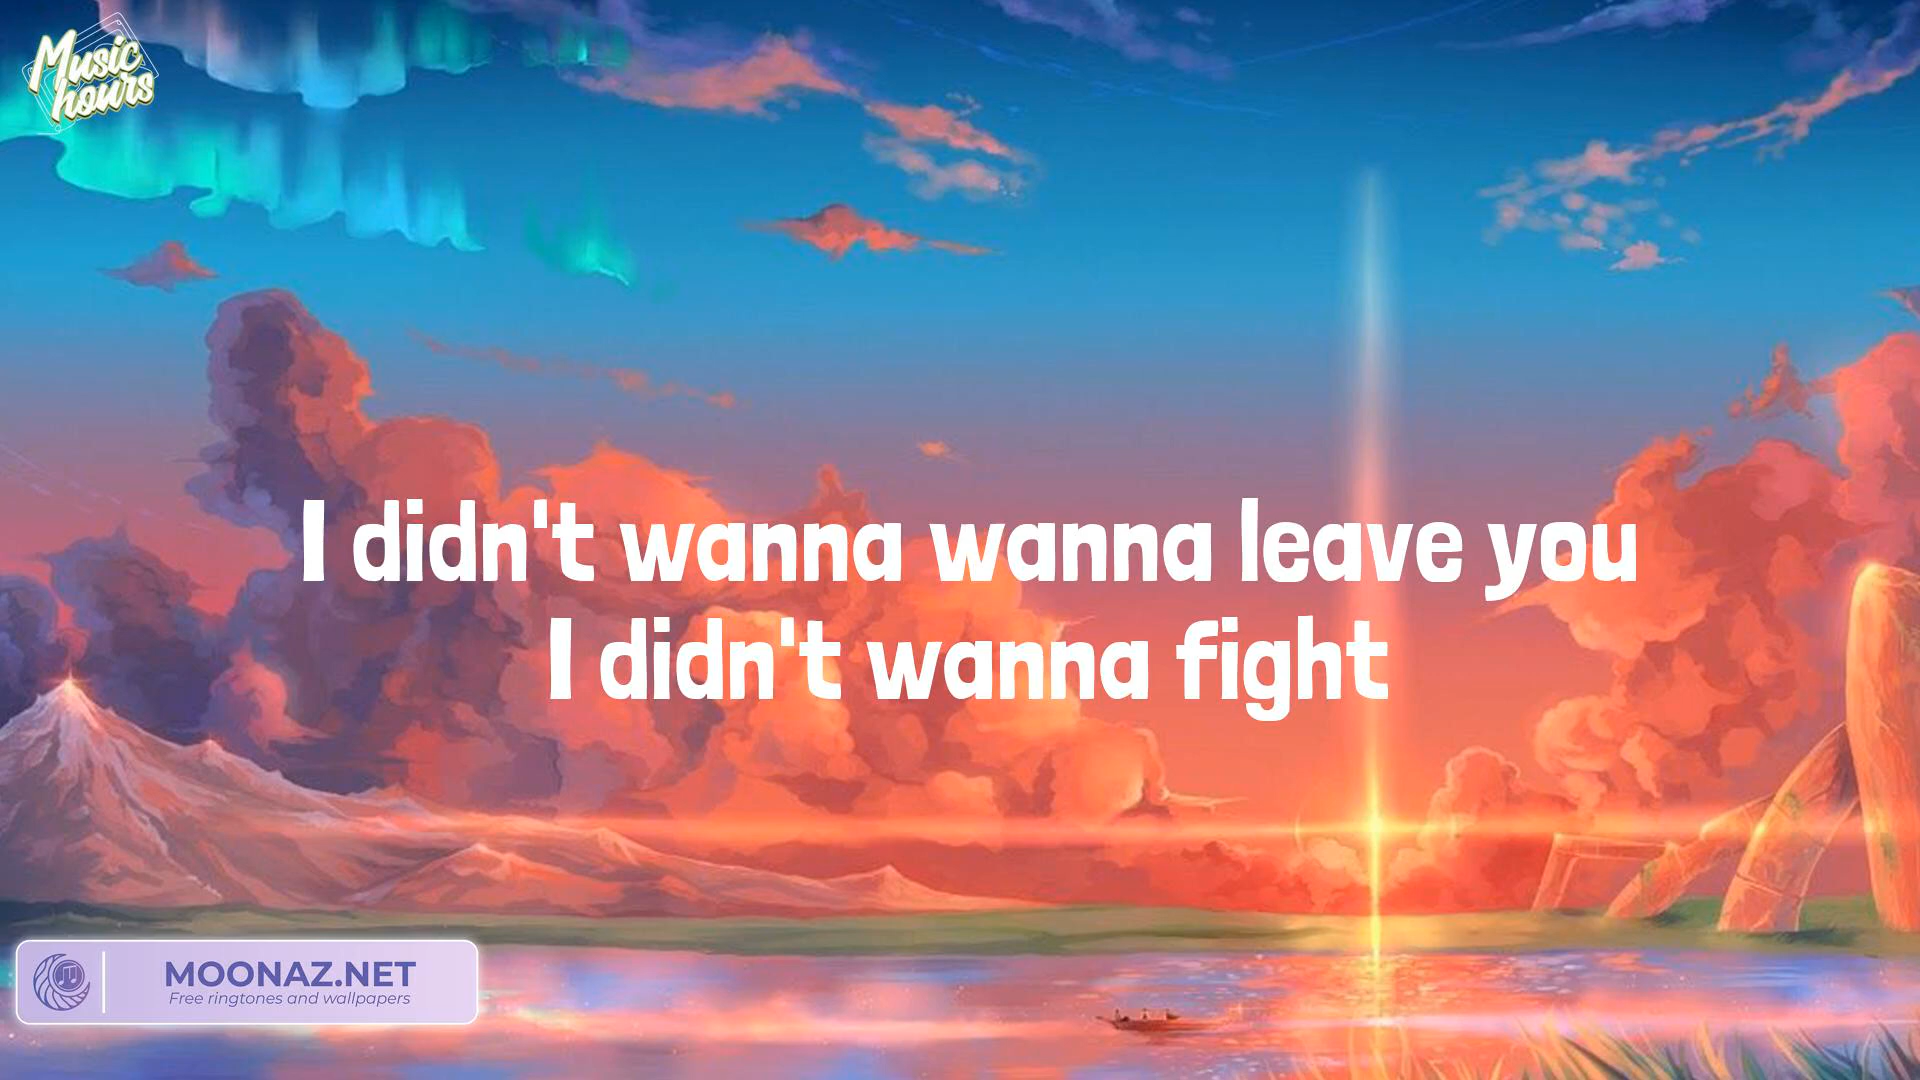 Music
hours
I didn't wanna wanna leave you
I didn't wanna fight
MOONAZ.NET
Free ringtones and wallpapers